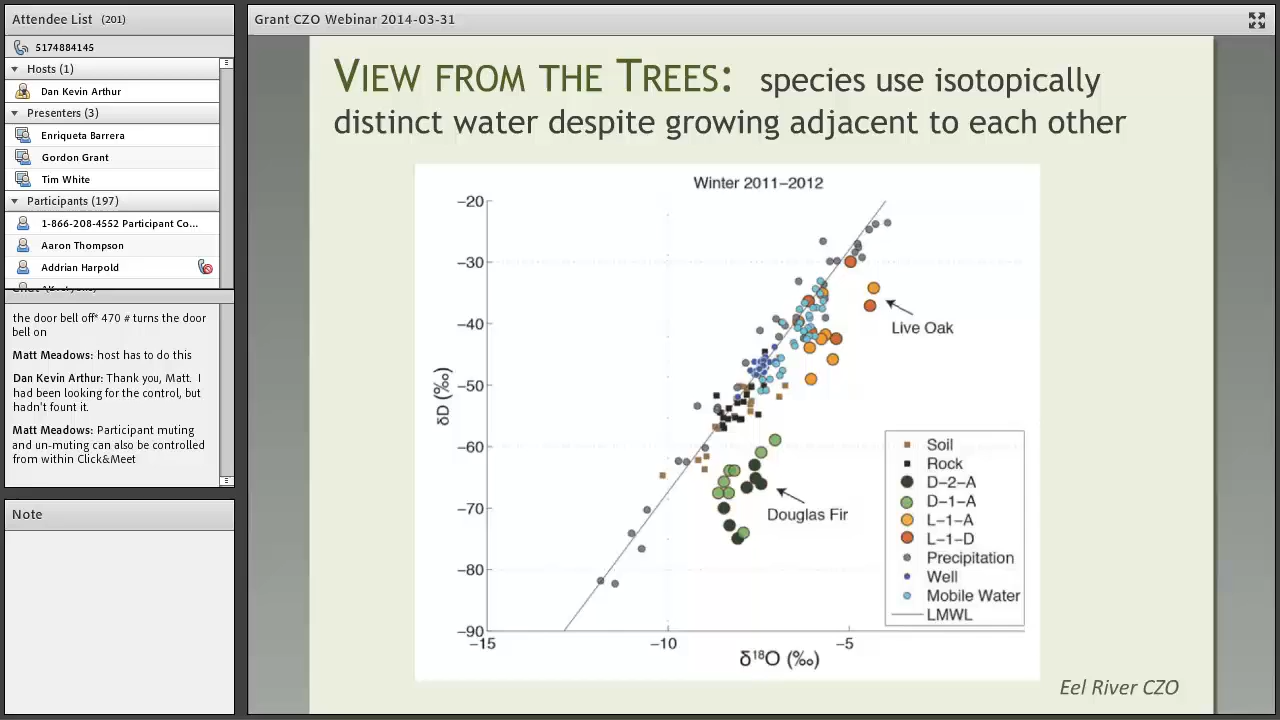 Attendee List (201)
5174884145
Hosts (1)
Dan Kevin Arthur
Presenters (3)
Enriqueta Barrera
Gordon Grant
Tim White
Participants (197)
1-866-208-4552 Participant Co...
Aaron Thompson
Addrian Harpold
the door bell off* 470 # turns the door
bell on
Matt Meadows: host has to do this
Dan Kevin Arthur: Thank you, Matt. I
had been looking for the control, but
hadn't fount it.
Matt Meadows: Participant muting
and un-muting can also be controlled
from within Click&Meet
Note
Grant CZO Webinar 2014-03-31
VIEW FROM THE TREES: species use isotopically
distinct water despite growing adjacent to each other
Winter 2011–2012
−20
−30
−40
−50
−60
−70
−80
−90
δD (‰)
−15
−10
−5
δ¹⁸O (‰)
Live Oak
Douglas Fir
Soil
Rock
D−2−A
D−1−A
L−1−A
L−1−D
Precipitation
Well
Mobile Water
LMWL
Eel River CZO